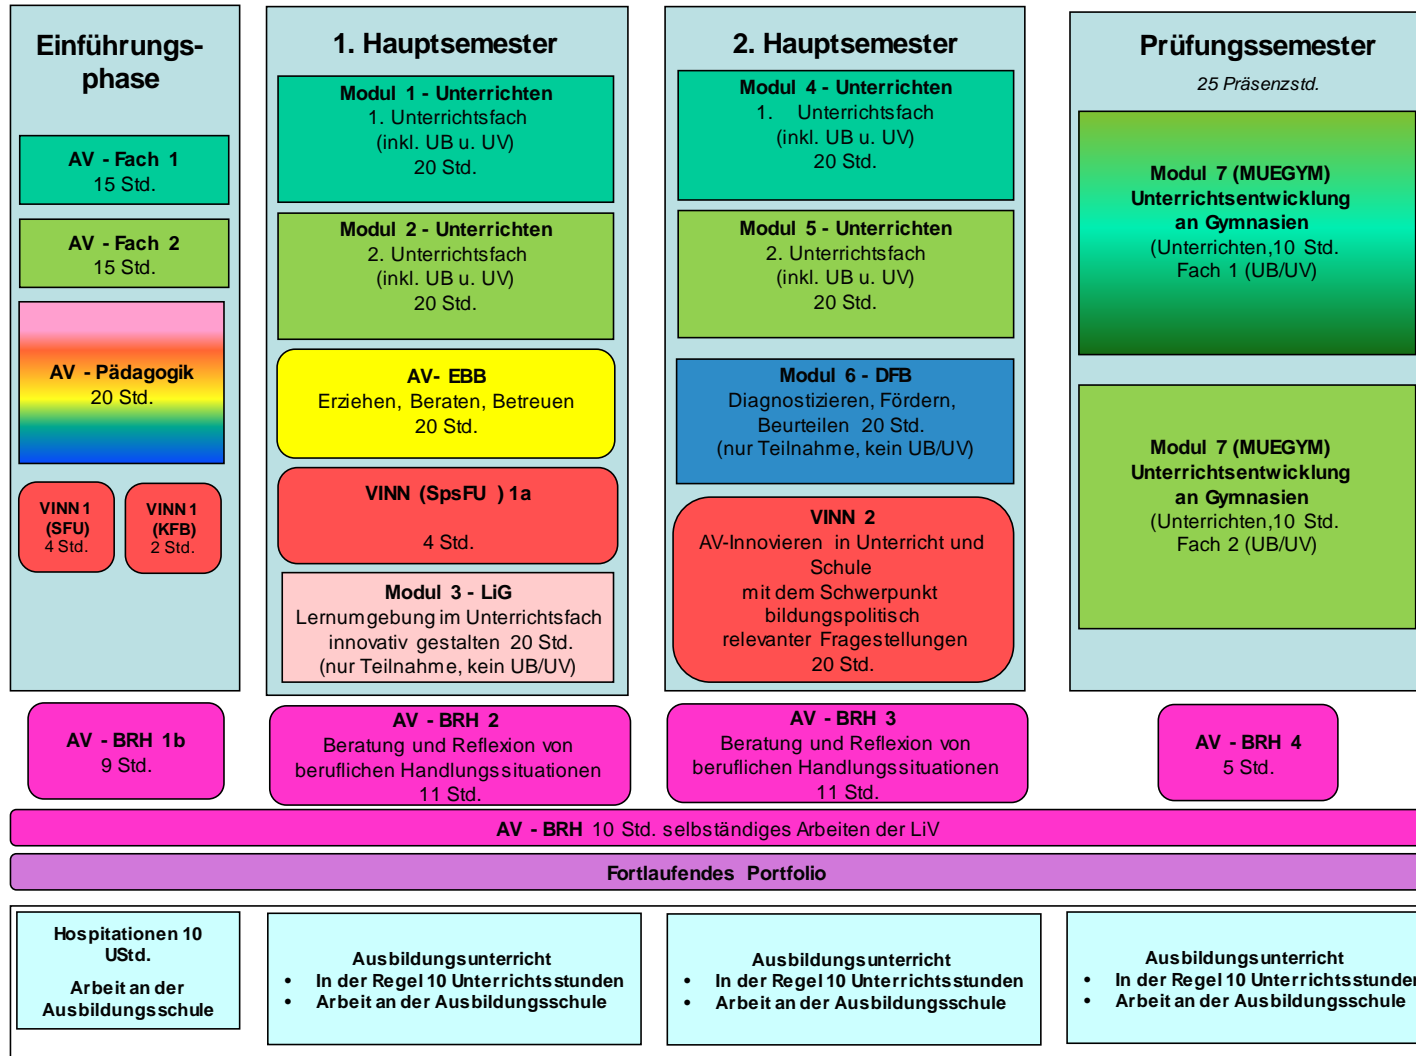 Einführungs-
phase
AV - Fach 1
15 Std.
AV - Fach 2
15 Std.
AV - Pädagogik
20 Std.
VINN 1
(SFU)
4 Std.
VINN 1
(KFB)
2 Std.
AV - BRH 1b
9 Std.
1. Hauptsemester
Modul 1 - Unterrichten
1. Unterrichtsfach
(inkl. UB u. UV)
20 Std.
Modul 2 - Unterrichten
2. Unterrichtsfach
(inkl. UB u. UV)
20 Std.
AV- EBB
Erziehen, Beraten, Betreuen
20 Std.
VINN (SpsFU ) 1a
4 Std.
Modul 3 - LiG
Lernumgebung im Unterrichtsfach
innovativ gestalten 20 Std.
(nur Teilnahme, kein UB/UV)
AV - BRH 2
Beratung und Reflexion von
beruflichen Handlungssituationen
11 Std.
2. Hauptsemester
Modul 4 - Unterrichten
1. Unterrichtsfach
(inkl. UB u. UV)
20 Std.
Modul 5 - Unterrichten
2. Unterrichtsfach
(inkl. UB u. UV)
20 Std.
Modul 6 - DFB
Diagnostizieren, Fördern,
Beurteilen 20 Std.
(nur Teilnahme, kein UB/UV)
VINN 2
AV-Innovieren in Unterricht und
Schule
mit dem Schwerpunkt
bildungspolitisch
relevanter Fragestellungen
20 Std.
AV - BRH 3
Beratung und Reflexion von
beruflichen Handlungssituationen
11 Std.
Prüfungssemester
25 Präsenzstd.
Modul 7 (MUEGYM)
Unterrichtsentwicklung
an Gymnasien
(Unterrichten,10 Std.
Fach 1 (UB/UV)
Modul 7 (MUEGYM)
Unterrichtsentwicklung
an Gymnasien
(Unterrichten,10 Std.
Fach 2 (UB/UV)
AV - BRH 4
5 Std.
AV - BRH 10 Std. selbständiges Arbeiten der LiV
Fortlaufendes Portfolio
Hospitationen 10
UStd.
Arbeit an der
Ausbildungsschule
Ausbildungsunterricht
• In der Regel 10 Unterrichtsstunden
• Arbeit an der Ausbildungsschule
Ausbildungsunterricht
• In der Regel 10 Unterrichtsstunden
• Arbeit an der Ausbildungsschule
Ausbildungsunterricht
• In der Regel 10 Unterrichtsstunden
• Arbeit an der Ausbildungsschule